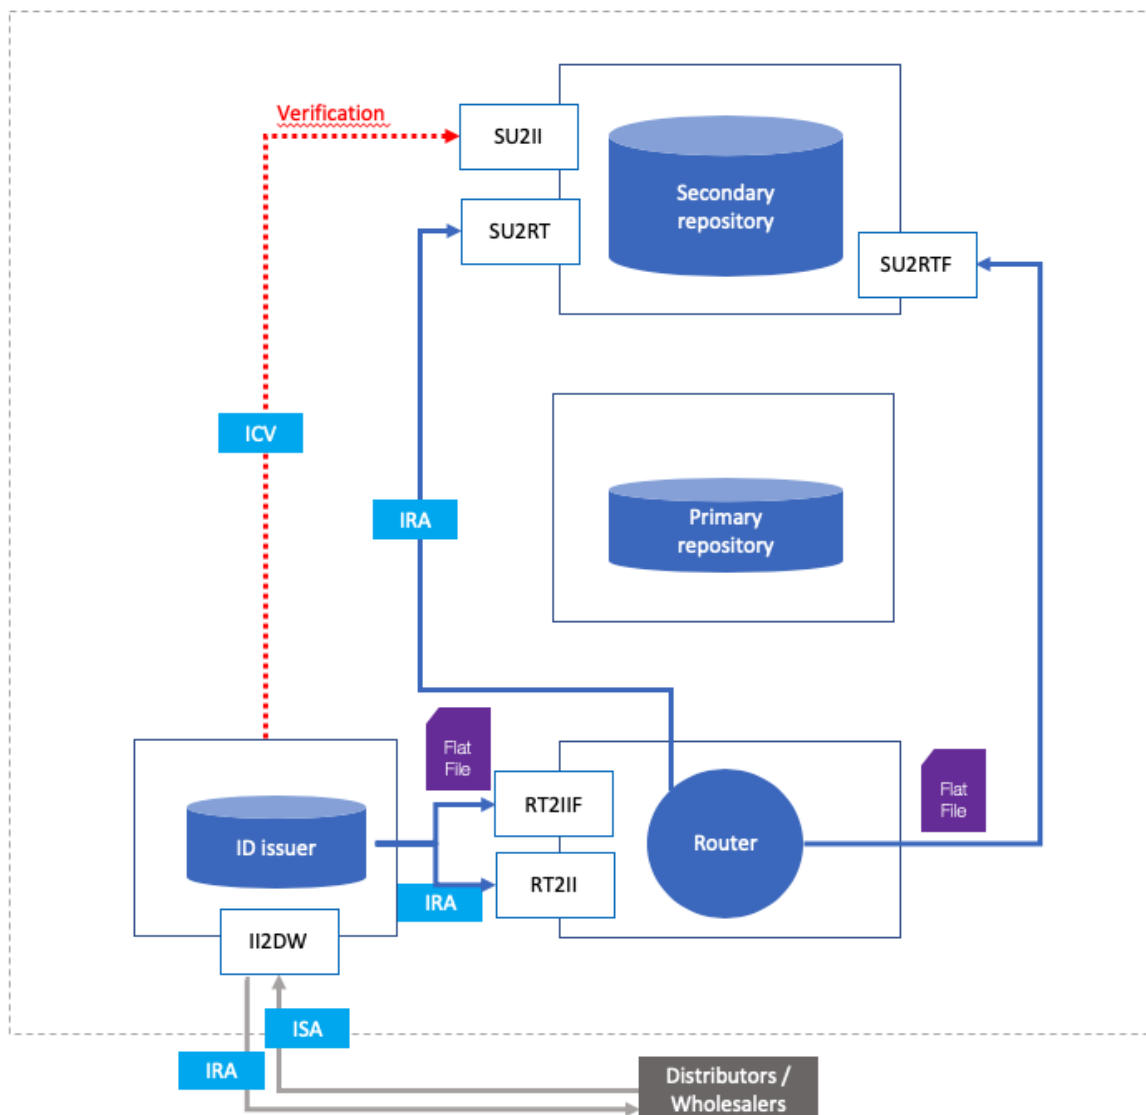 Verification
SU2II
Secondary
repository
SU2RT
SU2RTF
ICV
IRA
Primary
repository
Flat
File
RT2IIF
Flat
File
ID issuer
Router
RT2II
IRA
II2DW
ISA
IRA
Distributors /
Wholesalers